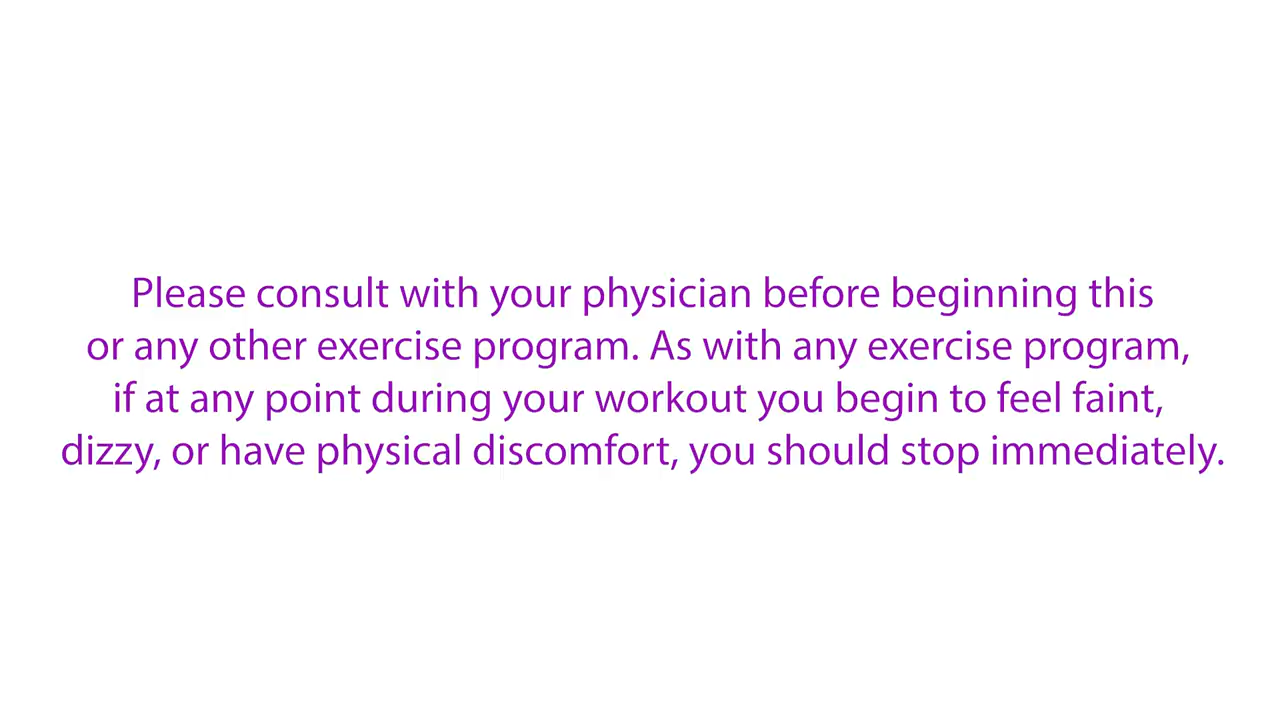 Please consult with your physician before beginning this
or any other exercise program. As with any exercise program,
if at any point during your workout you begin to feel faint,
dizzy, or have physical discomfort, you should stop immediately.